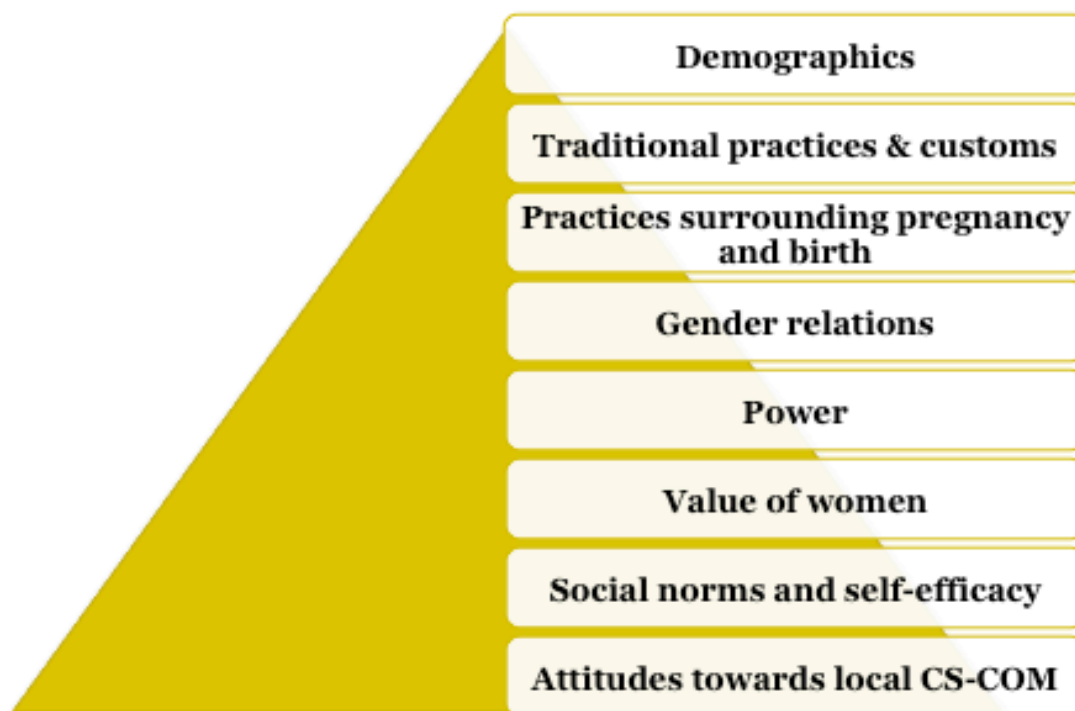 Demographics
Traditional practices & customs
Practices surrounding pregnancy
and birth
Gender relations
Power
Value of women
Social norms and self-efficacy
Attitudes towards local CS-COM